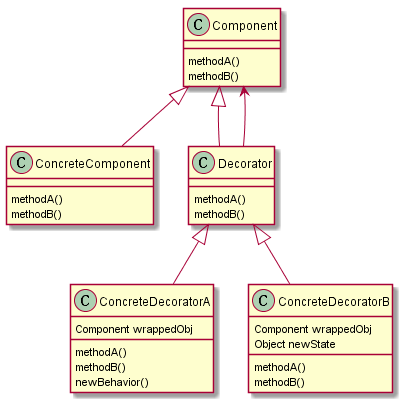 C Component
methodA()
methodB()
C ConcreteComponent
methodA()
methodB()
C Decorator
methodA()
methodB()
C ConcreteDecoratorA
Component wrappedObj
methodA()
methodB()
newBehavior()
C ConcreteDecoratorB
Component wrappedObj
Object newState
methodA()
methodB()